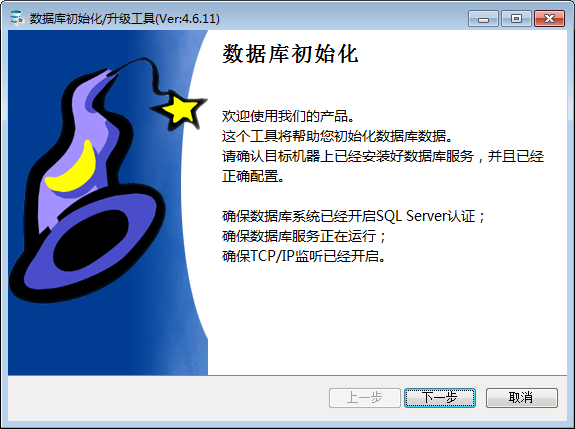 数据库初始化/升级工具(Ver:4.6.11)
数据库初始化
欢迎使用我们的产品。
这个工具将帮助您初始化数据库数据。
请确认目标机器上已经安装好数据库服务，并且已经
正确配置。
确保数据库系统已经开启SQL Server认证；
确保数据库服务正在运行；
确保TCP/IP监听已经开启。
上一步 下一步 取消